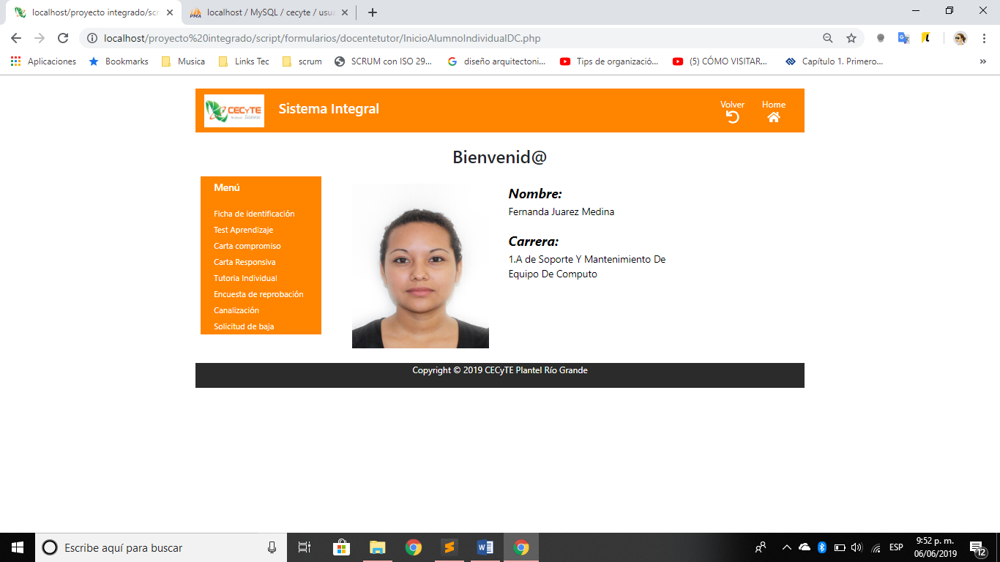 localhost/proyecto integrado/scr
localhost / MySQL / cecyte / usua
localhost/proyecto%20integrado/script/formularios/docentetutor/InicioAlumnoIndividualDC.php
Aplicaciones
Bookmarks
Musica
Links Tec
scrum
SCRUM con ISO 29...
diseño arquitectoni...
Tips de organizació...
(5) CÓMO VISITAR...
Capítulo 1. Primero...
»
CECyTE
Sistema Integral
Volver
Home
Bienvenid@
Menú
Ficha de identificación
Test Aprendizaje
Carta compromiso
Carta Responsiva
Tutoria Individual
Encuesta de reprobación
Canalización
Solicitud de baja
Nombre:
Fernanda Juarez Medina
Carrera:
1.A de Soporte Y Mantenimiento De
Equipo De Computo
Copyright © 2019 CECyTE Plantel Río Grande
Escribe aquí para buscar
ESP
9:52 p. m.
06/06/2019
12